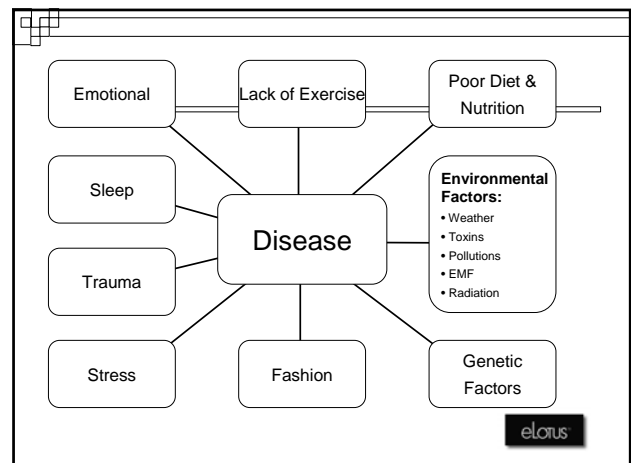 Emotional
Lack of Exercise
Poor Diet &
Nutrition
Sleep
Environmental
Factors:
• Weather
• Toxins
• Pollutions
• EMF
• Radiation
Disease
Trauma
Stress
Fashion
Genetic
Factors
eLotus